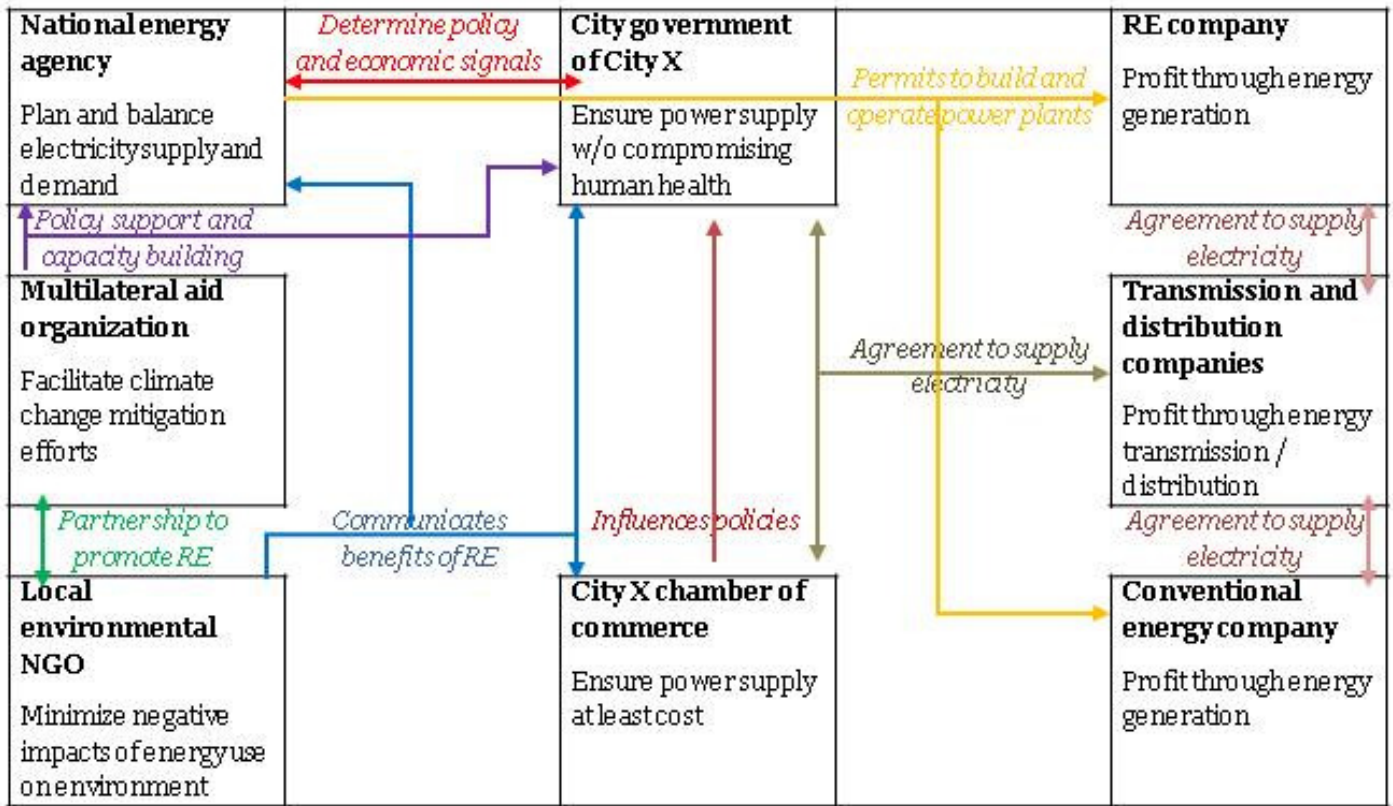 National energy
agency
Plan and balance
electricity supply and
demand
Determine policy
and economic signals
City government
of City X
Ensure power supply
w/o compromising
human health
Permits to build and
operate power plants
RE company
Profit through energy
generation
Policy support and
capacity building
Agreement to supply
electricity
Multilateral aid
organization
Facilitate climate
change mitigation
efforts
Agreement to supply
electricity
Transmission and
distribution
companies
Profit through energy
transmission /
distribution
Partnership to
promote RE
Communicates
benefits of RE
Influences policies
Agreement to supply
electricity
Local
environmental
NGO
Minimize negative
impacts of energy use
on environment
City X chamber of
commerce
Ensure power supply
at least cost
Conventional
energy company
Profit through energy
generation